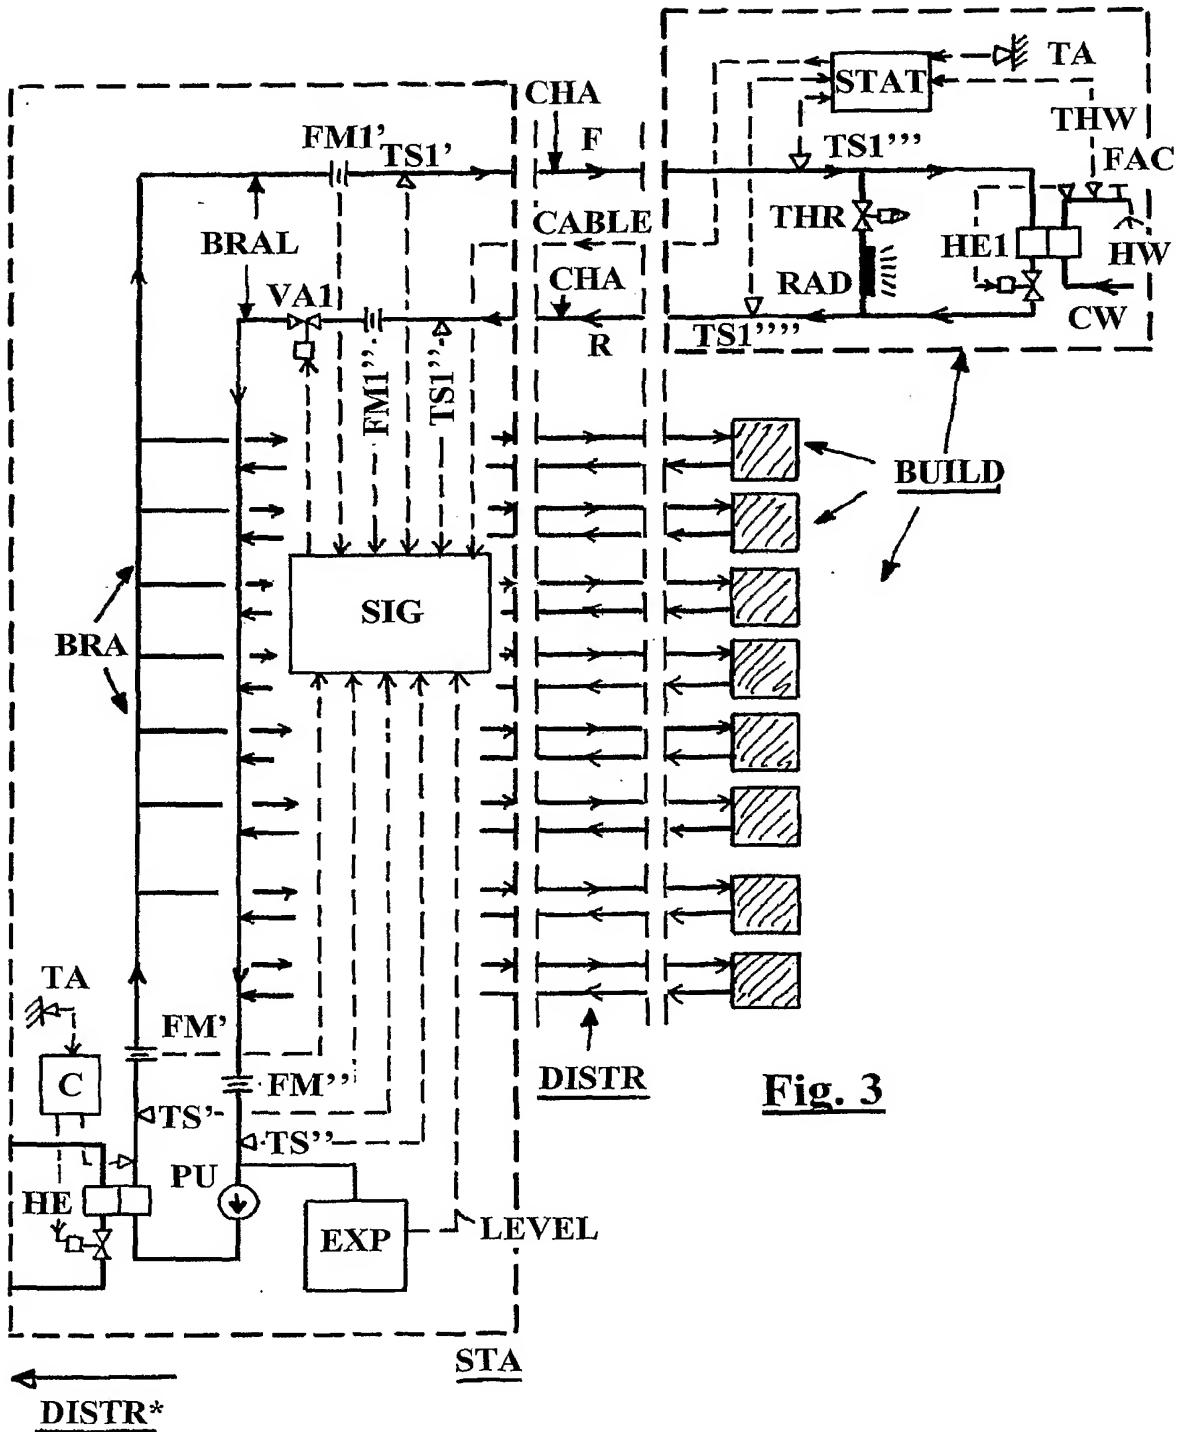 CHA
STAT
TA
FM1'
TS1'
F
TS1'''
THW
FAC
BRAL
CABLE
THR
HE1
HW
VA1
CHA
RAD
CW
R
TS1''''
FM1''
TS1''
BUILD
SIG
BRA
TA
FM'
C
FM''
DISTR
Fig. 3
TS'
TS''
PU
HE
EXP
LEVEL
STA
DISTR*